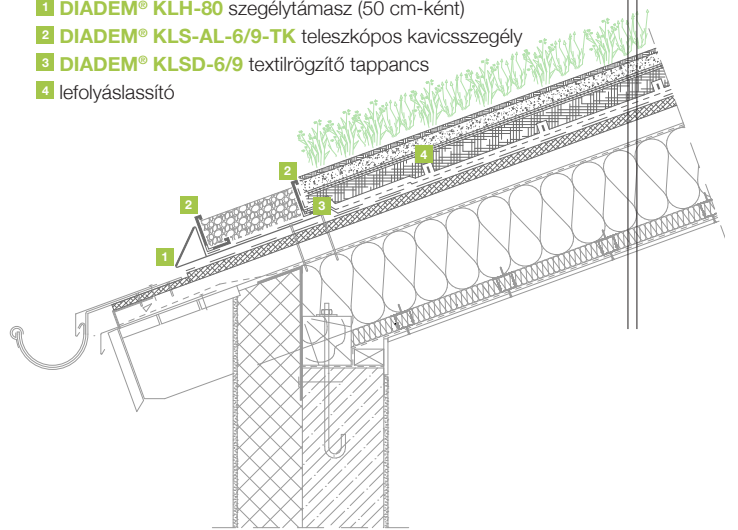 1 DIADEM® KLH-80 szegélytámasz (50 cm-ként)
2 DIADEM® KLS-AL-6/9-TK teleszkópos kavicsszegély
3 DIADEM® KLSD-6/9 textilrögzítő tappancs
4 lefolyáslassító
4
2
2
3
1